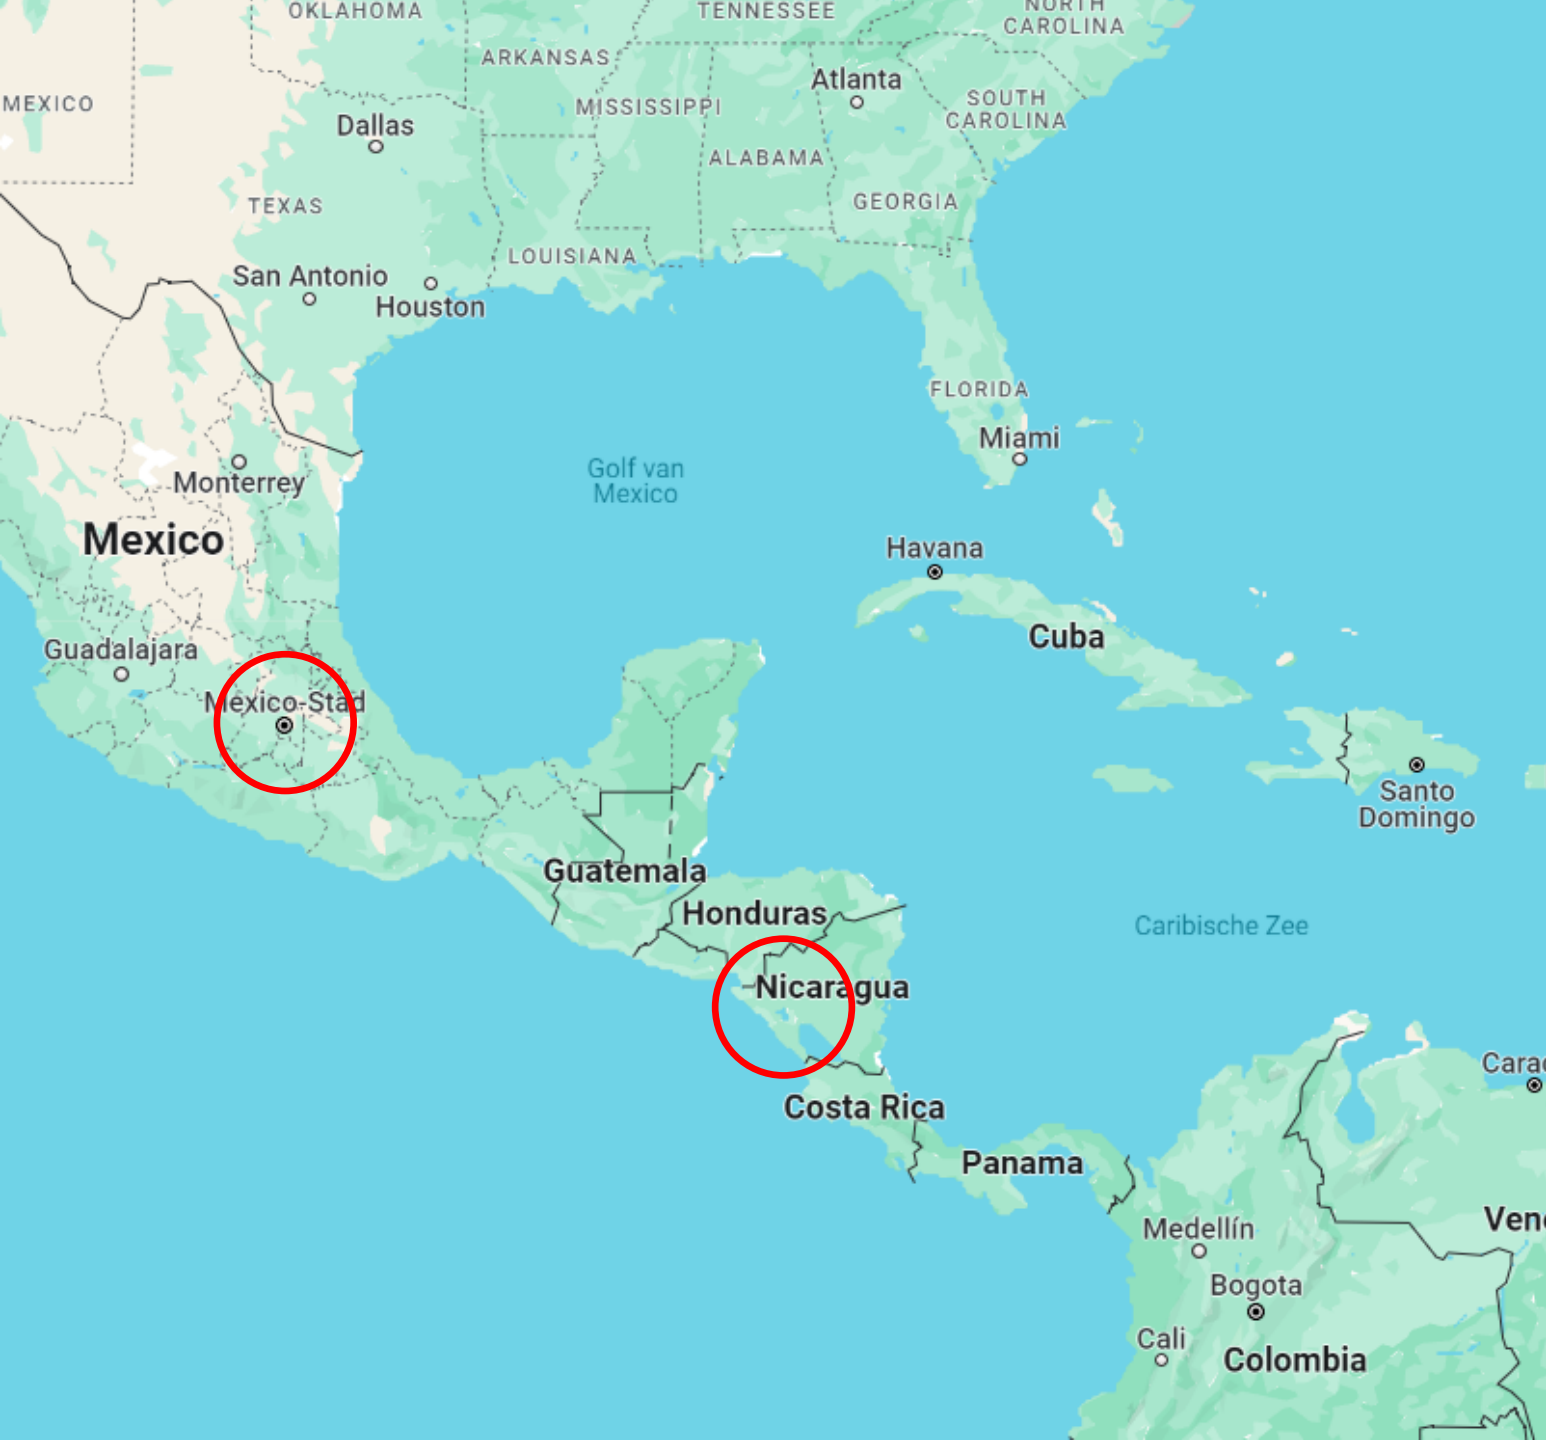 OKLAHOMA
TENNESSEE
NORTH
CAROLINA
ARKANSAS
Atlanta
MEXICO
MISSISSIPPI
SOUTH
CAROLINA
Dallas
ALABAMA
TEXAS
GEORGIA
LOUISIANA
San Antonio
Houston
FLORIDA
Miami
Golf van
Mexico
Monterrey
Mexico
Havana
Cuba
Guadalajara
Mexico-Stad
Santo
Domingo
Guatemala
Honduras
Caribische Zee
Nicaragua
Carac
Costa Rica
Panama
Vene
Medellín
Bogota
Cali
Colombia